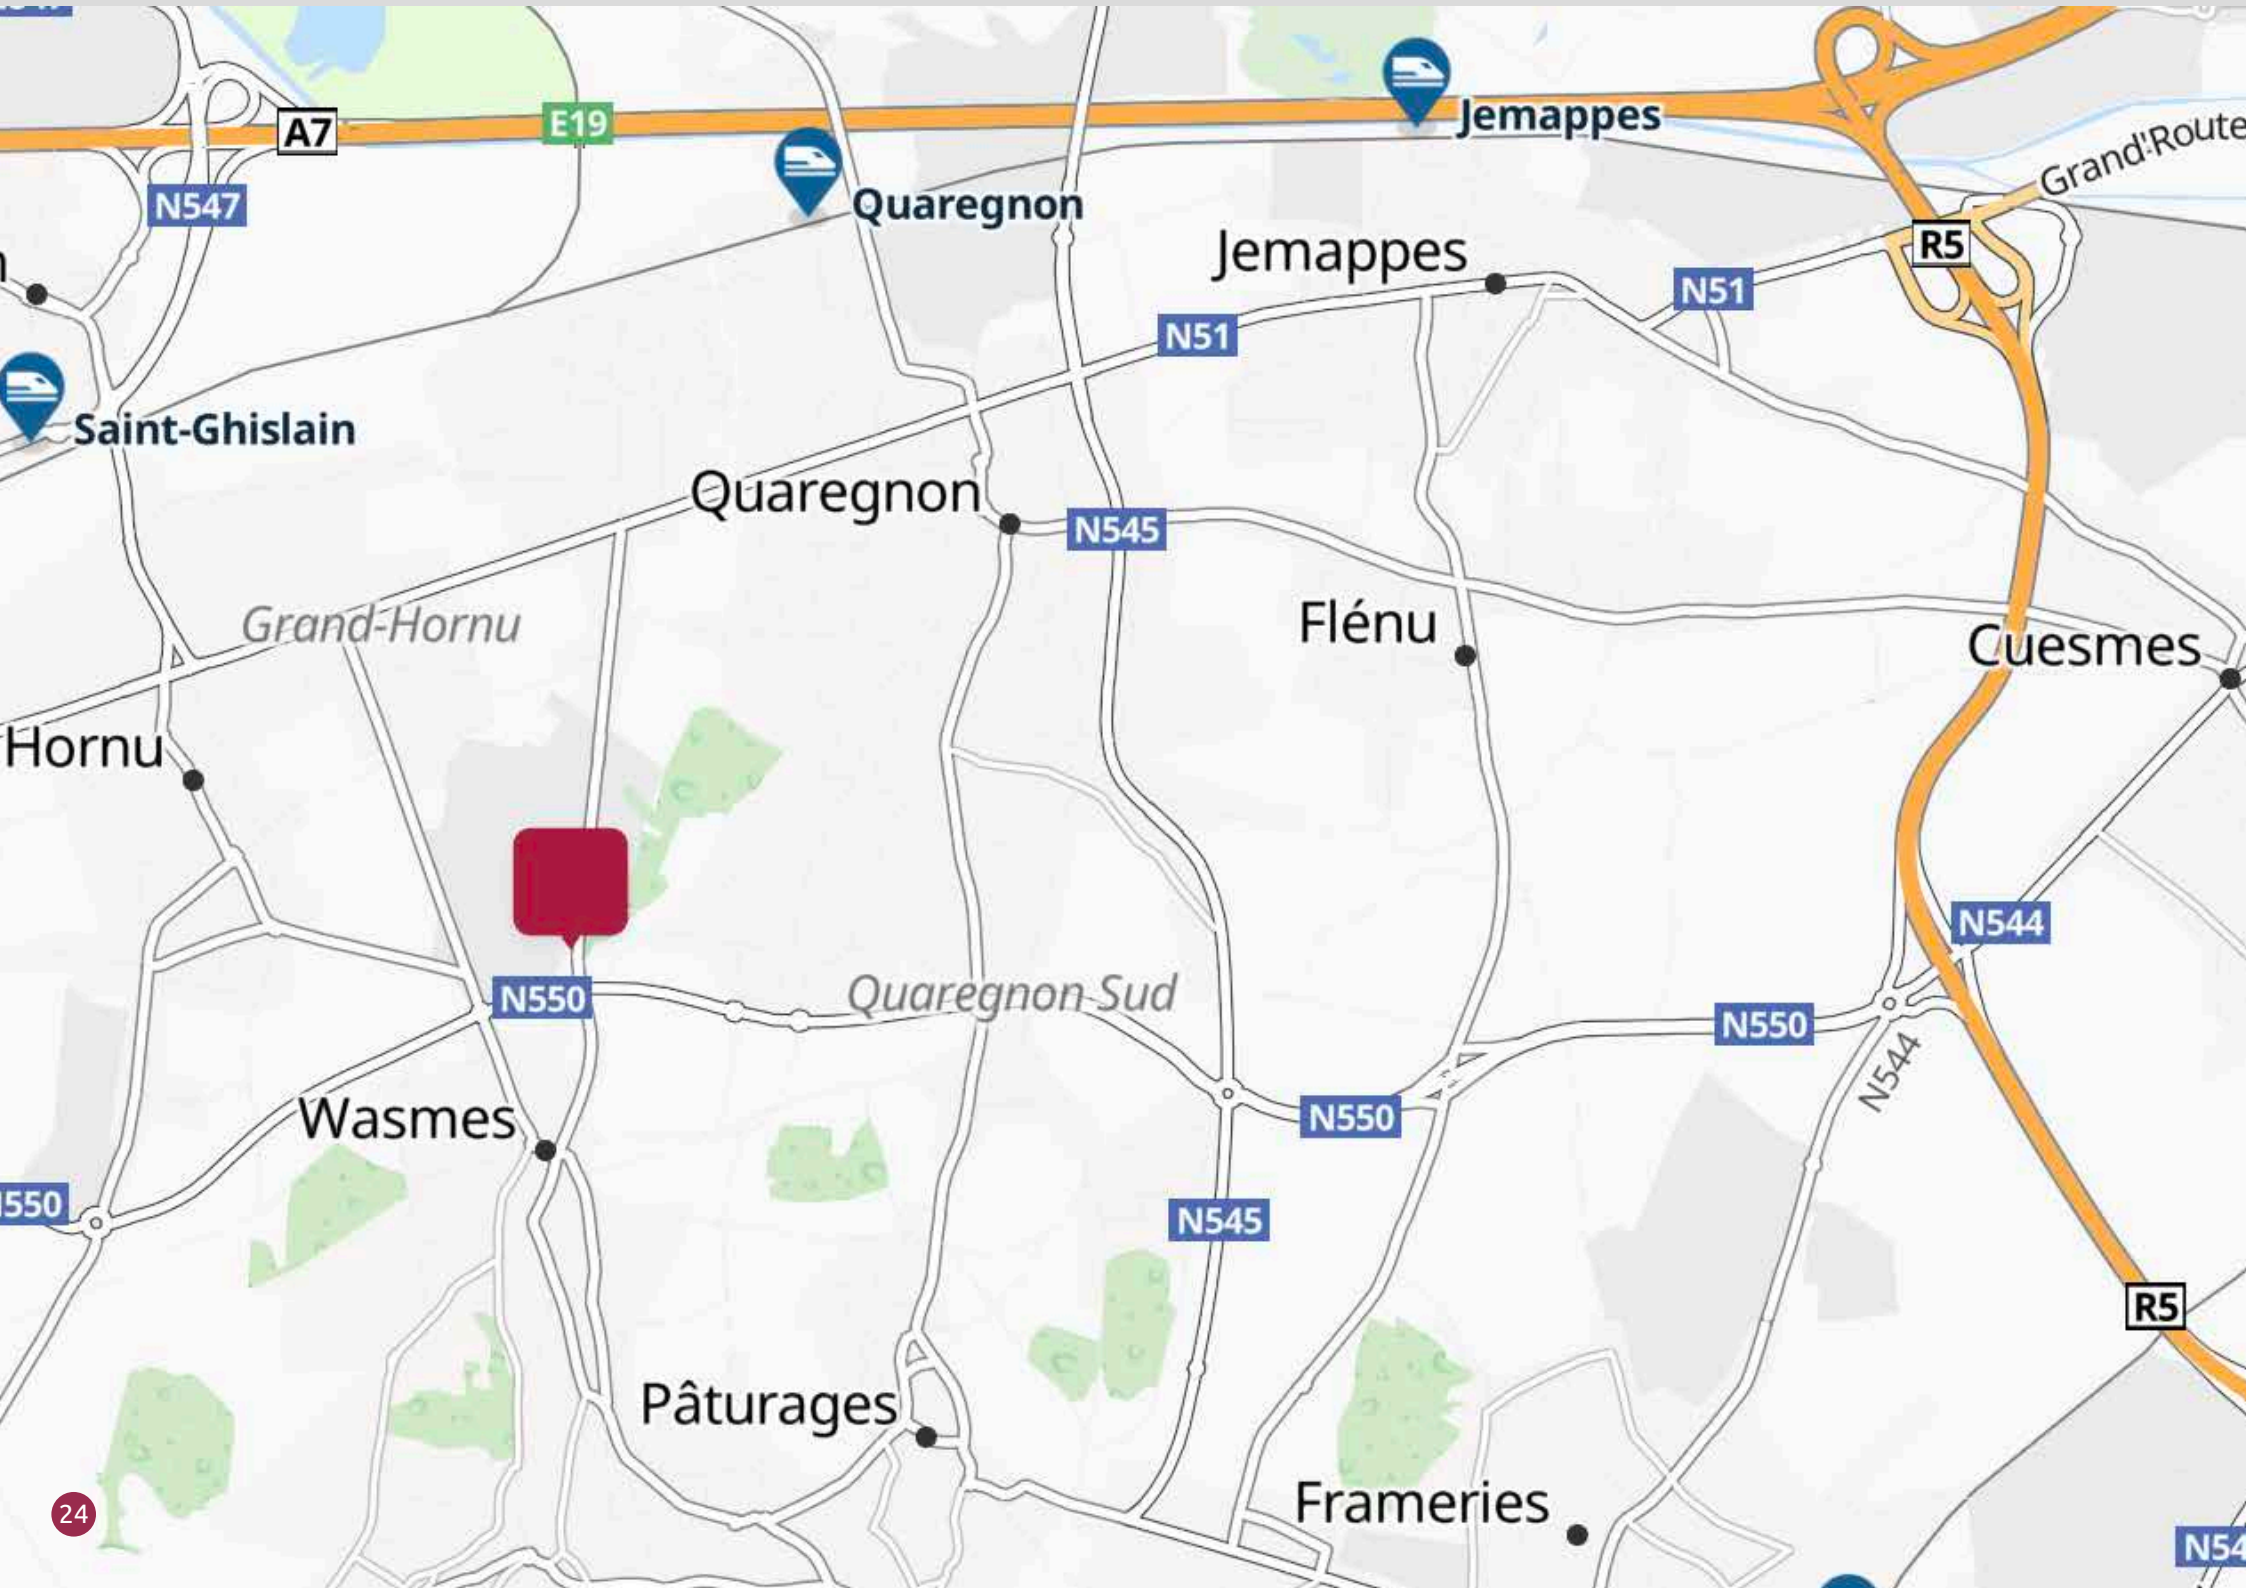 Jemappes
A7
E19
Grand'Route
N547
Quaregnon
R5
Jemappes
N51
N51
Saint-Ghislain
Quaregnon
N545
Grand-Hornu
Flénu
Cuesmes
Hornu
N544
N550
Quaregnon Sud
N550
N544
Wasmes
N550
N545
R5
Pâturages
Frameries
24